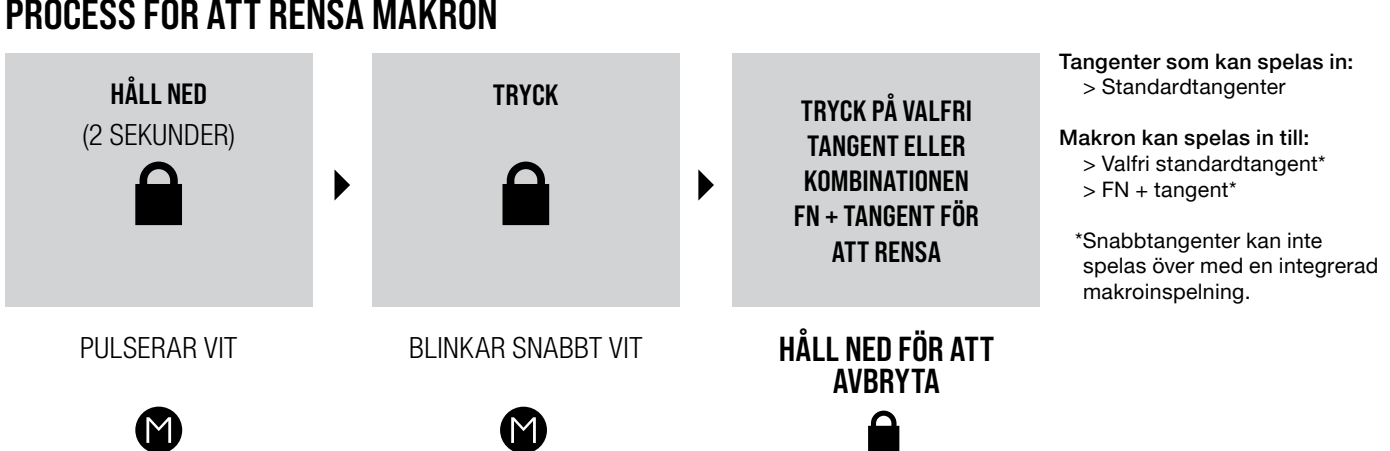 PROCESS FÖR ATT RENSA MAKRON
HÅLL NED
(2 SEKUNDER)
PULSERAR VIT
M
TRYCK
BLINKAR SNABBT VIT
M
TRYCK PÅ VALFRI
TANGENT ELLER
KOMBINATIONEN
FN + TANGENT FÖR
ATT RENSA
HÅLL NED FÖR ATT
AVBRYTA
Tangenter som kan spelas in:
> Standardtangenter
Makron kan spelas in till:
> Valfri standardtangent*
> FN + tangent*
*Snabbtangenter kan inte
spelas över med en integrerad
makroinspelning.